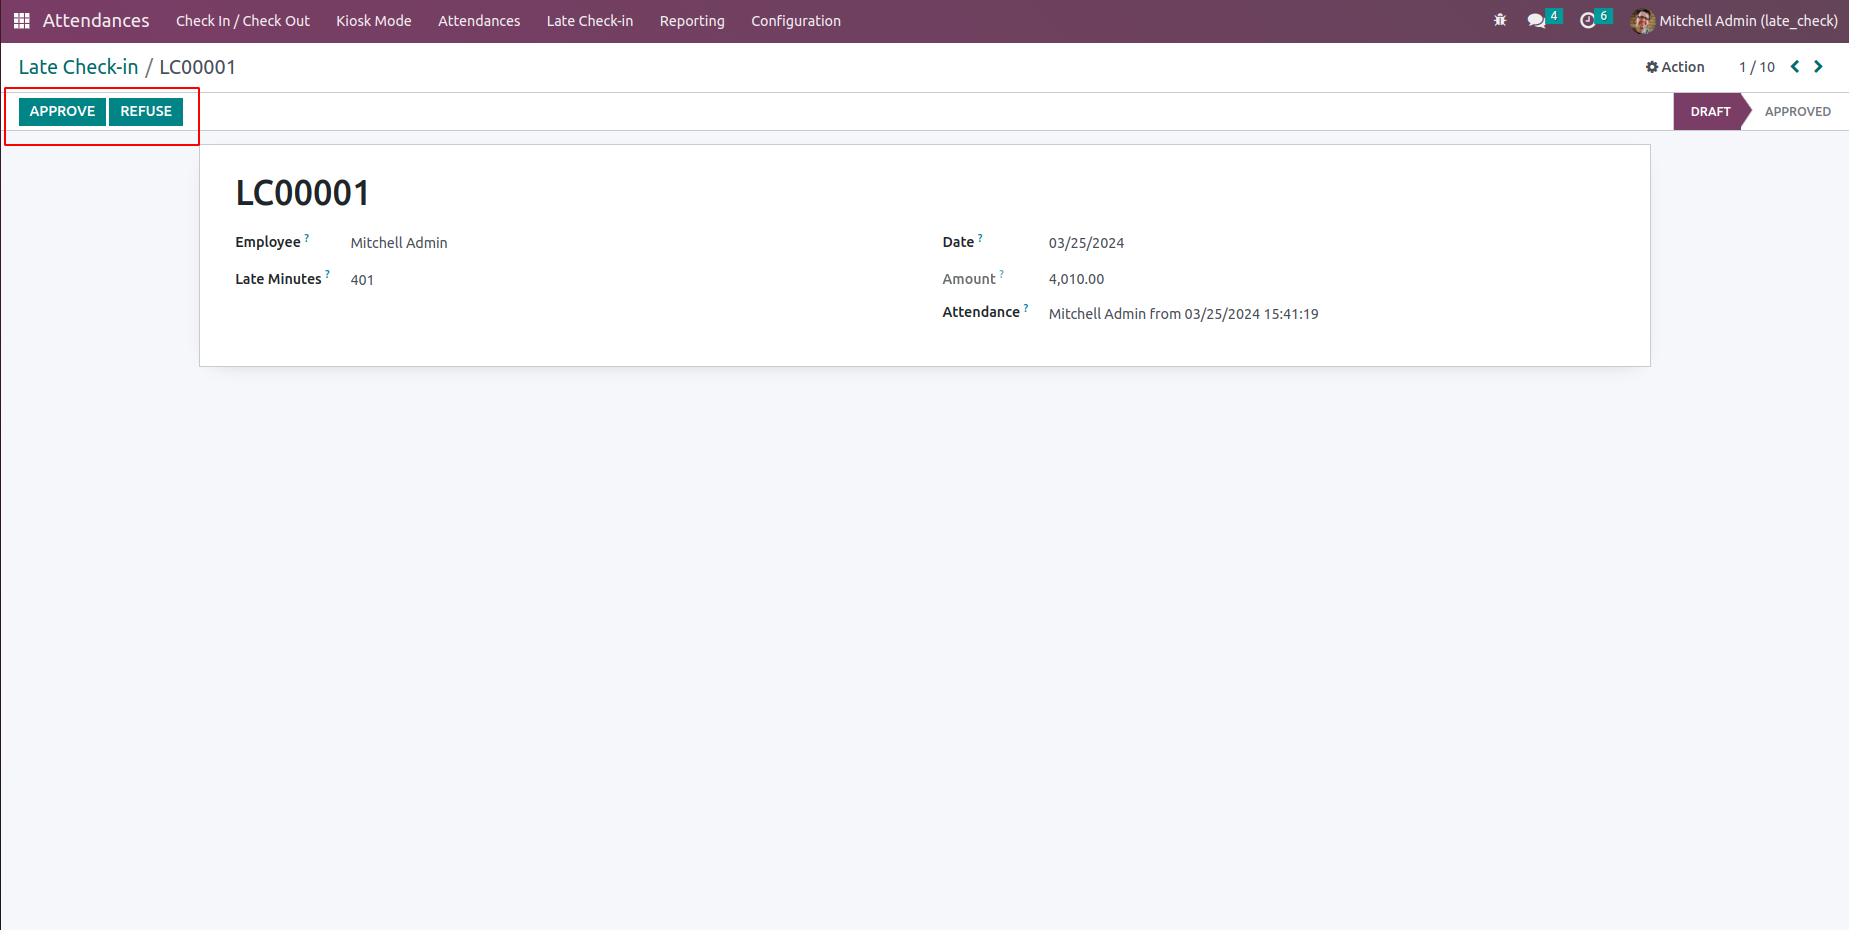 Attendances Check In / Check Out Kiosk Mode Attendances Late Check-in Reporting Configuration 4 6 Mitchell Admin (late_check)
Late Check-in / LC00001 Action 1 / 10
APPROVE REFUSE DRAFT APPROVED
LC00001
Employee ? Mitchell Admin Date ? 03/25/2024
Late Minutes ? 401 Amount ? 4,010.00
Attendance ? Mitchell Admin from 03/25/2024 15:41:19